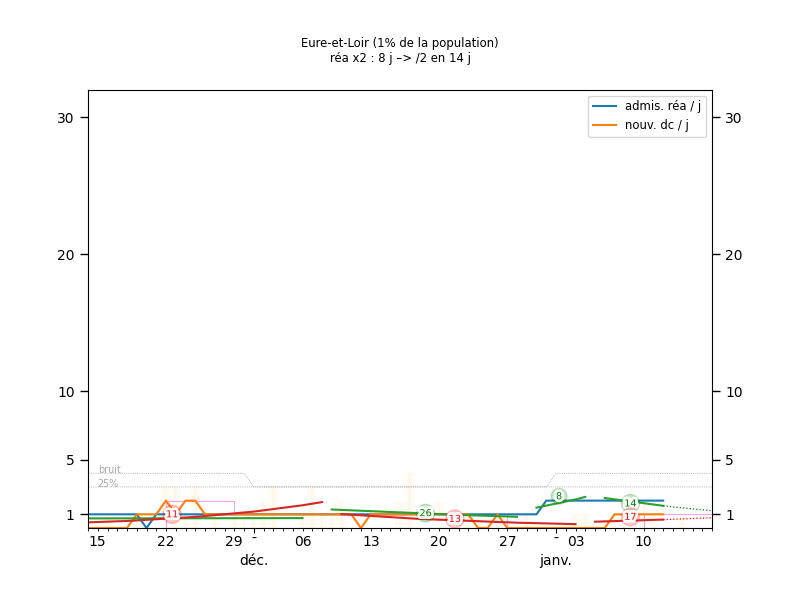 Eure-et-Loir (1% de la population)
réa x2 : 8 j –> /2 en 14 j
admis. réa / j
nouv. dc / j
30 30
20 20
10 10
5 5
1 1
bruit
25%
11 26 13 8 14 17
15 22 29 - 06 13 20 27 - 03 10
déc. janv.